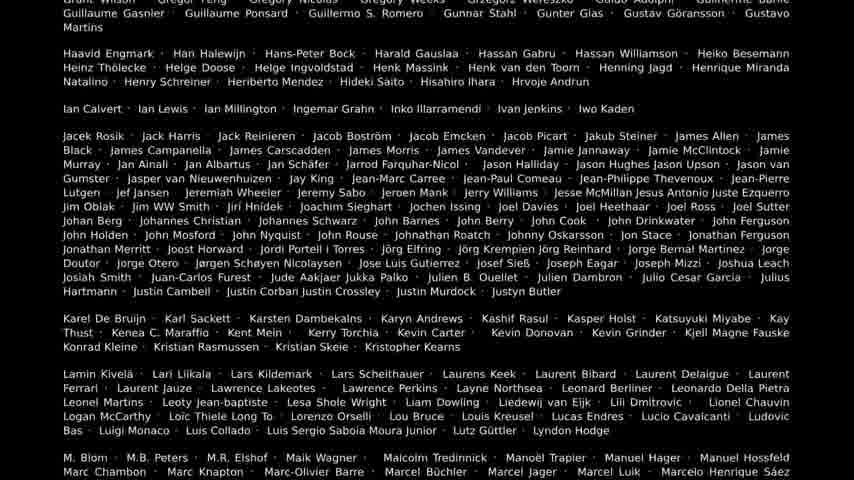 Guillaume Gasnier · Guillaume Ponsard · Guillermo S. Romero · Gunnar Stahl · Gunter Glas · Gustav Göransson · Gustavo
Martins
Haavid Engmark · Han Halewijn · Hans-Peter Bock · Harald Gauslaa · Hassan Gabru · Hassan Williamson · Heiko Besemann
Heinz Thölecke · Helge Doose · Helge Ingvoldstad · Henk Massink · Henk van den Toorn · Henning Jagd · Henrique Miranda
Natalino · Henry Schreiner · Heriberto Mendez · Hideki Saito · Hisahiro Ihara · Hrvoje Andrun
Ian Calvert · Ian Lewis · Ian Millington · Ingemar Grahn · Inko Illarramendi · Ivan Jenkins · Iwo Kaden
Jacek Rosik · Jack Harris · Jack Reinieren · Jacob Boström · Jacob Emcken · Jacob Picart · Jakub Steiner · James Allen · James
Black · James Campanella · James Carscadden · James Morris · James Vandever · Jamie Jannaway · Jamie McClintock · Jamie
Murray · Jan Ainali · Jan Albartus · Jan Schäfer · Jarrod Farquhar-Nicol · Jason Halliday · Jason Hughes Jason Upson · Jason van
Gumster · Jasper van Nieuwenhuizen · Jay King · Jean-Marc Carree · Jean-Paul Comeau · Jean-Philippe Thevenoux · Jean-Pierre
Lutgen · Jef Jansen · Jeremiah Wheeler · Jeremy Sabo · Jeroen Mank · Jerry Williams · Jesse McMillan Jesus Antonio Juste Ezquerro
Jim Oblak · Jim WW Smith · Jirí Hnídek · Joachim Sieghart · Jochen Issing · Joel Davies · Joel Heethaar · Joel Ross · Joel Sutter
Johan Berg · Johannes Christian · Johannes Schwarz · John Barnes · John Berry · John Cook · John Drinkwater · John Ferguson
John Holden · John Mosford · John Nyquist · John Rouse · Johnathan Roatch · Johnny Oskarsson · Jon Stace · Jonathan Ferguson
Jonathan Merritt · Joost Horward · Jordi Portell i Torres · Jörg Elfring · Jörg Krempien Jörg Reinhard · Jorge Bernal Martinez · Jorge
Doutor · Jorge Otero · Jørgen Schøyen Nicolaysen · Jose Luis Gutierrez · Josef Sieß · Joseph Eagar · Joseph Mizzi · Joshua Leach
Josiah Smith · Juan-Carlos Furest · Jude Aakjaer Jukka Palko · Julien B. Ouellet · Julien Dambron · Julio Cesar Garcia · Julius
Hartmann · Justin Cambell · Justin Corbari Justin Crossley · Justin Murdock · Justyn Butler
Karel De Bruijn · Karl Sackett · Karsten Dambekalns · Karyn Andrews · Kashif Rasul · Kasper Holst · Katsuyuki Miyabe · Kay
Thust · Kenea C. Maraffio · Kent Mein · Kerry Torchia · Kevin Carter · Kevin Donovan · Kevin Grinder · Kjell Magne Fauske
Konrad Kleine · Kristian Rasmussen · Kristian Skeie · Kristopher Kearns
Lamin Kivelä · Lari Liikala · Lars Kildemark · Lars Scheithauer · Laurens Keek · Laurent Bibard · Laurent Delaigue · Laurent
Ferrari · Laurent Jauze · Lawrence Lakeotes · Lawrence Perkins · Layne Northsea · Leonard Berliner · Leonardo Della Pietra
Leonel Martins · Leoty Jean-baptiste · Lesa Shole Wright · Liam Dowling · Liedewij van Eijk · Lili Dmitrovic · Lionel Chauvin
Logan McCarthy · Loïc Thiele Long To · Lorenzo Orselli · Lou Bruce · Louis Kreusel · Lucas Endres · Lucio Cavalcanti · Ludovic
Bas · Luigi Monaco · Luis Collado · Luis Sergio Saboia Moura Junior · Lutz Güttler · Lyndon Hodge
M. Blom · M.B. Peters · M.R. Elshof · Maik Wagner · Malcolm Tredinnick · Manoël Trapier · Manuel Hager · Manuel Hossfeld
Marc Chambon · Marc Knapton · Marc-Olivier Barre · Marcel Büchler · Marcel Jager · Marcel Luik · Marcelo Henrique Sáez